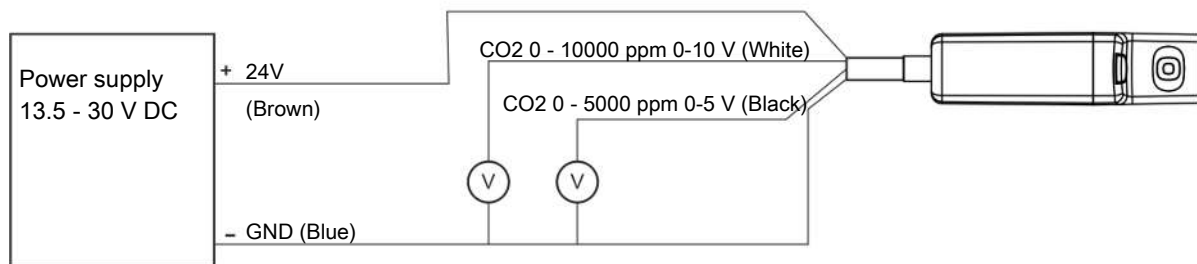 CO2 0 - 10000 ppm 0-10 V (White)
Power supply
13.5 - 30 V DC
+ 24V
(Brown)
CO2 0 - 5000 ppm 0-5 V (Black)
V
V
- GND (Blue)